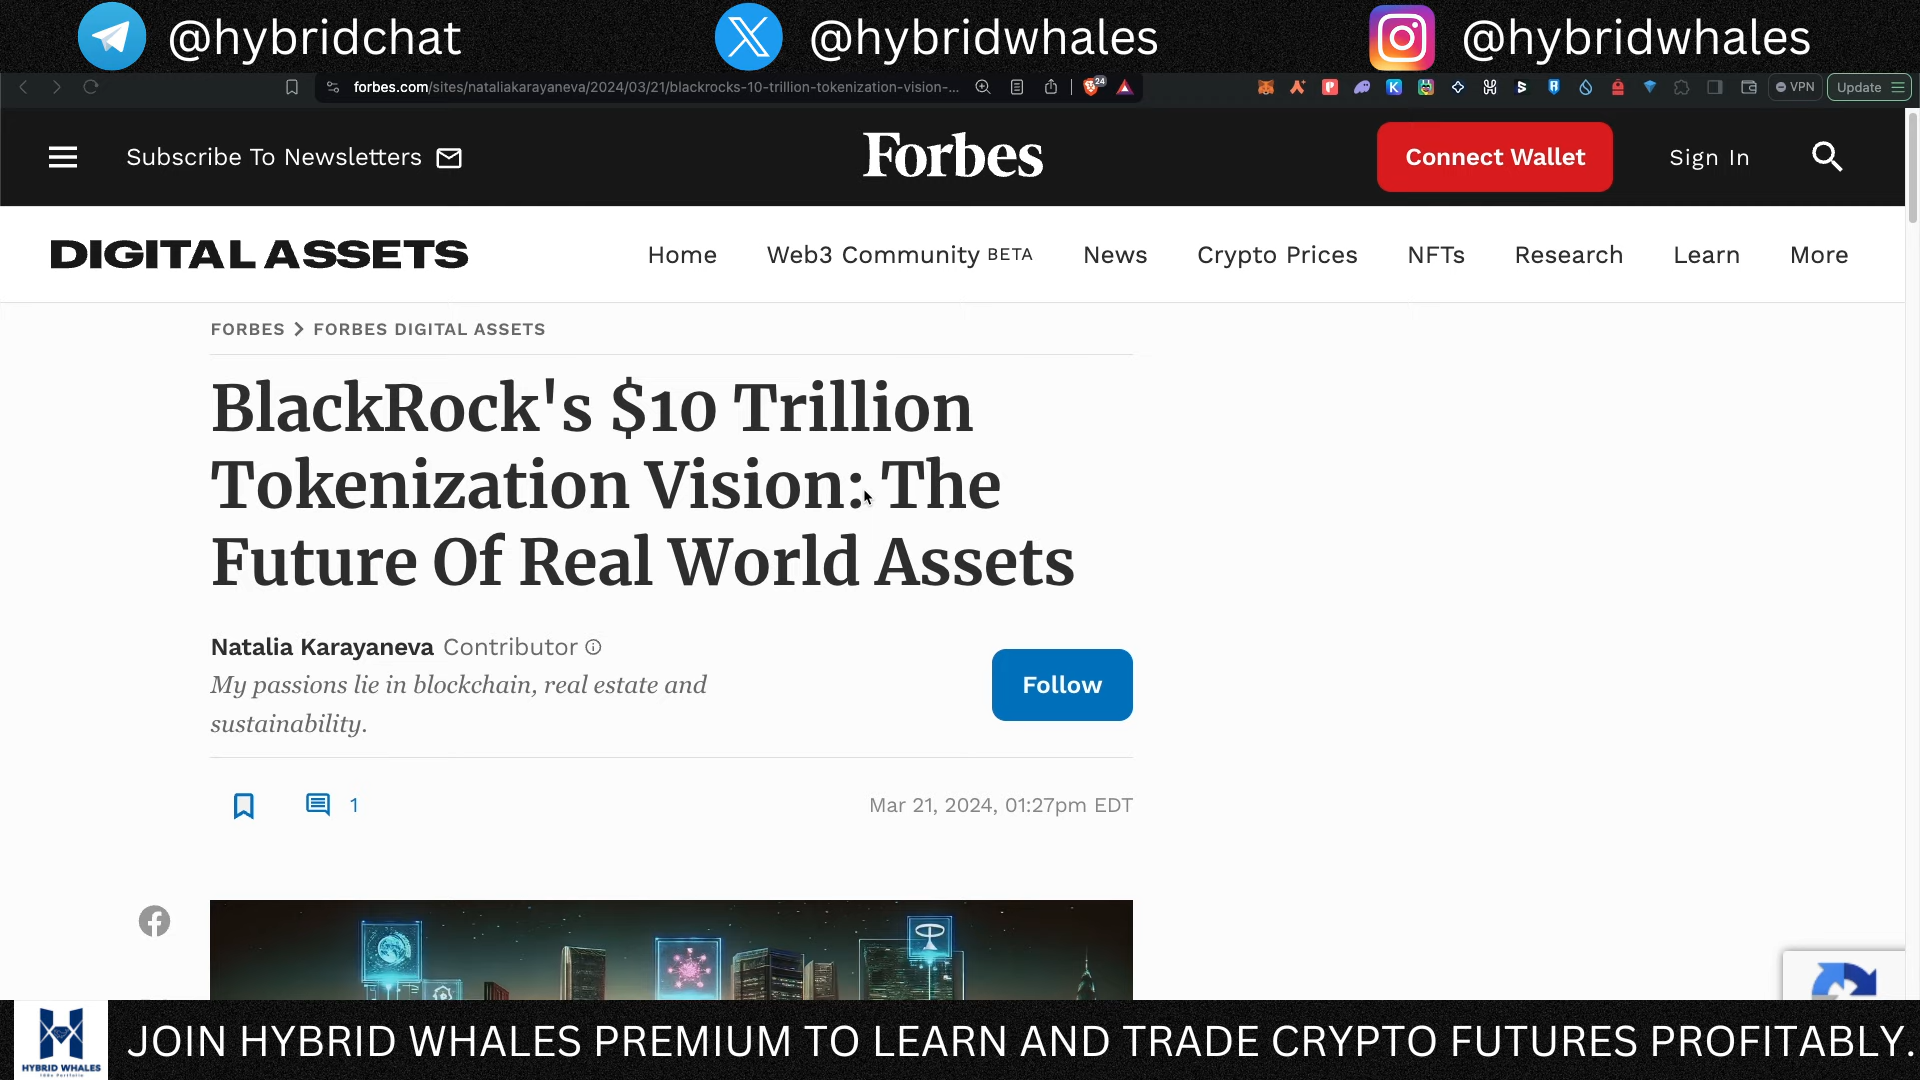 @hybridchat
@hybridwhales
@hybridwhales
forbes.com/sites/nataliakarayaneva/2024/03/21/blackrocks-10-trillion-tokenization-vision-...
24
VPN
Update
Subscribe To Newsletters
Forbes
Connect Wallet
Sign In
DIGITAL ASSETS
Home
Web3 Community BETA
News
Crypto Prices
NFTs
Research
Learn
More
FORBES > FORBES DIGITAL ASSETS
BlackRock's $10 Trillion
Tokenization Vision: The
Future Of Real World Assets
Natalia Karayaneva Contributor
My passions lie in blockchain, real estate and
sustainability.
Follow
1
Mar 21, 2024, 01:27pm EDT
HYBRID WHALES
JOIN HYBRID WHALES PREMIUM TO LEARN AND TRADE CRYPTO FUTURES PROFITABLY.